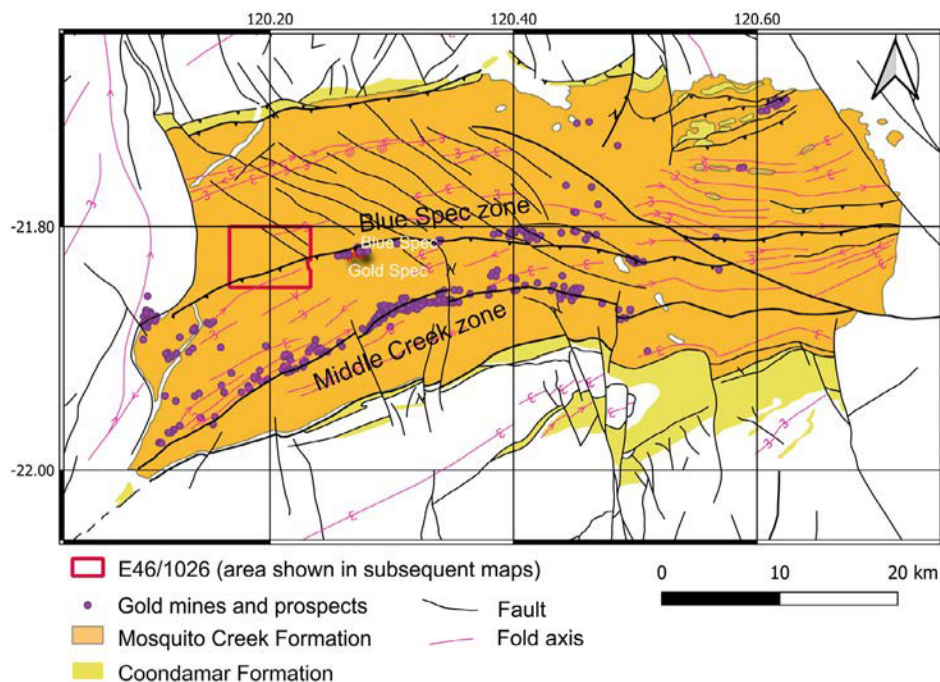 120.20 120.40 120.60
-21.80
Blue Spec zone
Blue Spec
Gold Spec
Middle Creek zone
-22.00
E46/1026 (area shown in subsequent maps)
0 10 20 km
Gold mines and prospects
Fault
Mosquito Creek Formation
Fold axis
Coondamar Formation